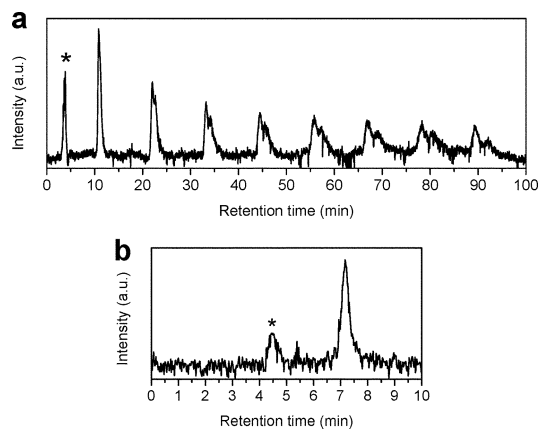 a
Intensity (a.u.)
*
0 10 20 30 40 50 60 70 80 90 100
Retention time (min)
b
Intensity (a.u.)
*
0 1 2 3 4 5 6 7 8 9 10
Retention time (min)